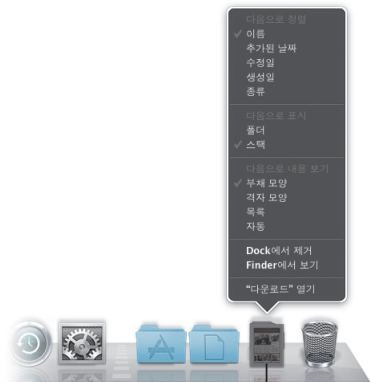 다음으로 정렬
✓ 이름
추가된 날짜
수정일
생성일
종류
다음으로 표시
폴더
✓ 스택
다음으로 내용 보기
✓ 부채 모양
격자 모양
목록
자동
Dock에서 제거
Finder에서 보기
“다운로드” 열기